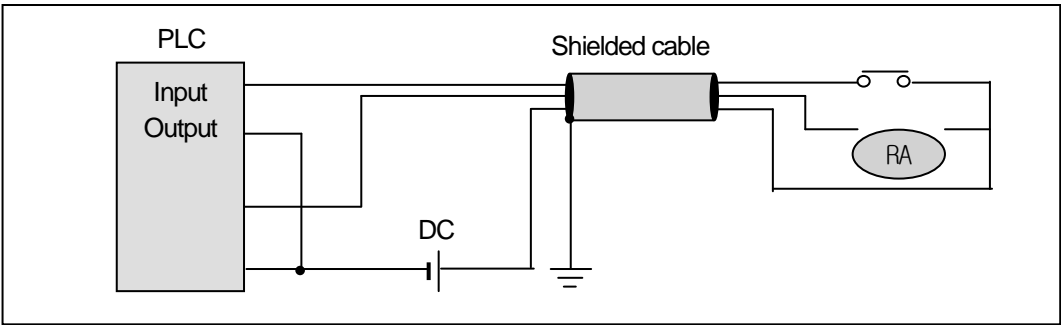 PLC
Shielded cable
Input
Output
RA
DC